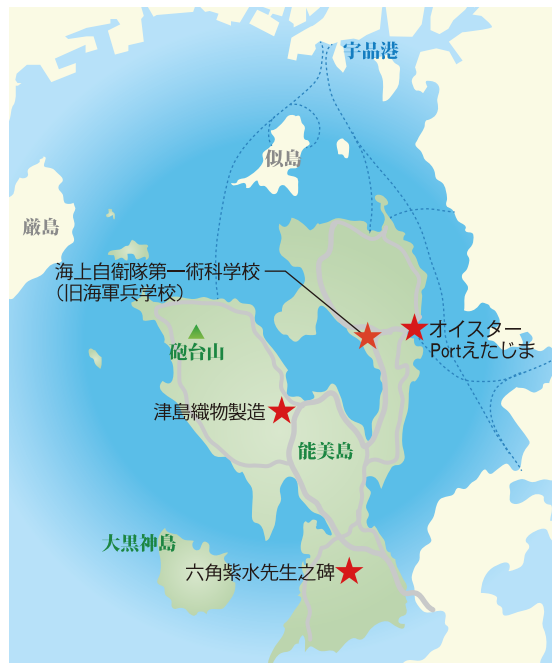 宇品港
似島
厳島
海上自衛隊第一術科学校
（旧海軍兵学校）
オイスター
Portえたじま
砲台山
津島織物製造
能美島
大黒神島
六角紫水先生之碑